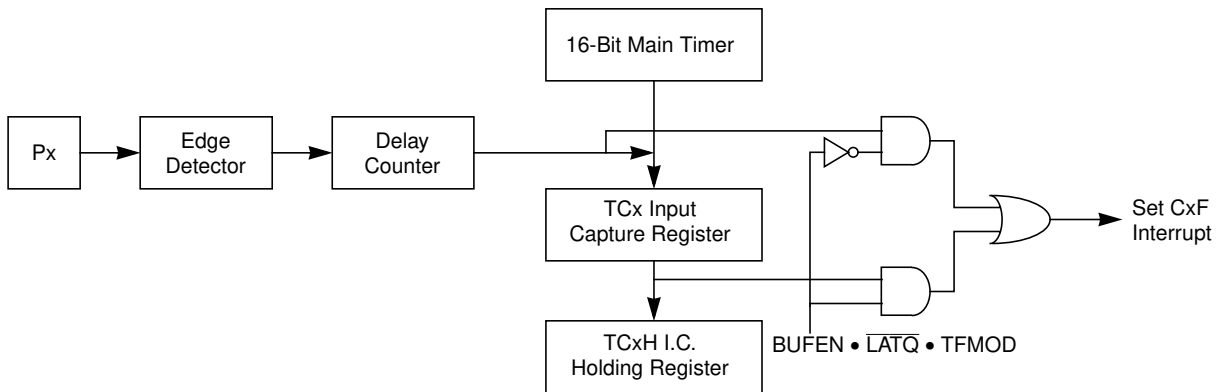 16-Bit Main Timer
Px
Edge
Detector
Delay
Counter
TCx Input
Capture Register
Set CxF
Interrupt
TCxH I.C.
Holding Register
BUFEN • L̅A̅T̅Q̅ • TFMOD